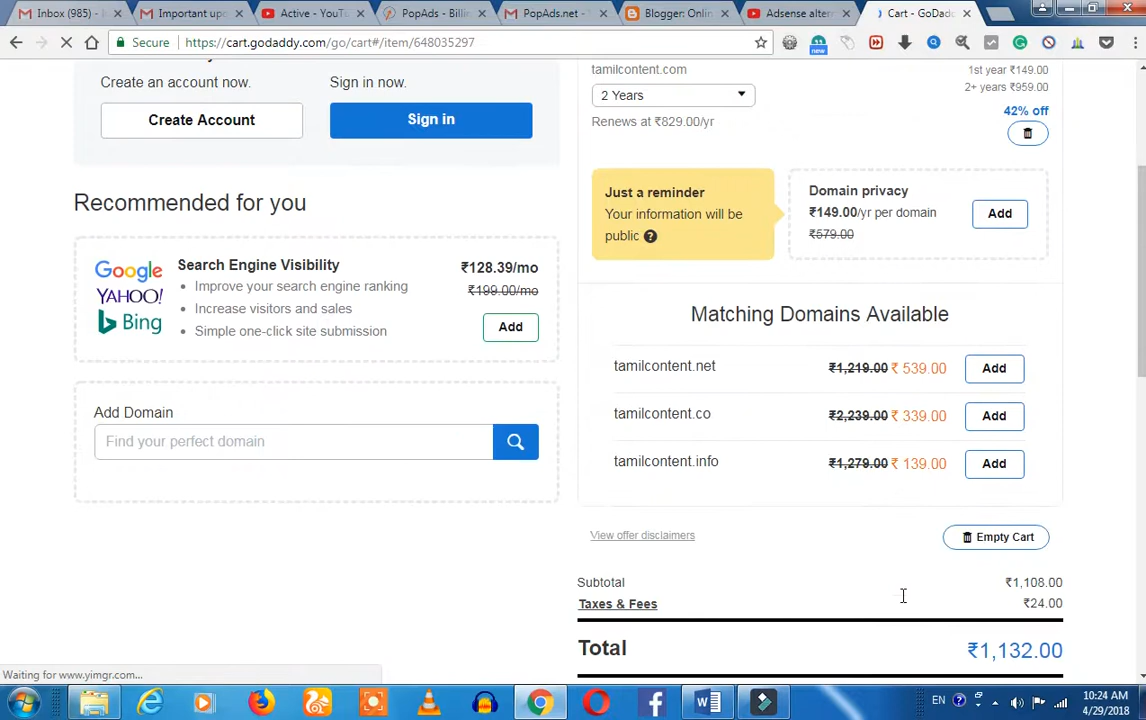 Inbox (985)
Important up
Active - YouTu
PopAds - Billin
PopAds.net -
Blogger: Onlin
Adsense altern
Cart - GoDadd
Secure
https://cart.godaddy.com/go/cart#/item/648035297
new
Create an account now.
Sign in now.
Create Account
Sign in
Recommended for you
Google
YAHOO!
Bing
Search Engine Visibility
Improve your search engine ranking
Increase visitors and sales
Simple one-click site submission
₹128.39/mo
₹199.00/mo
Add
Add Domain
Find your perfect domain
tamilcontent.com
2 Years
Renews at ₹829.00/yr
1st year ₹149.00
2+ years ₹959.00
42% off
Just a reminder
Your information will be
public ?
Domain privacy
₹149.00/yr per domain
₹579.00
Add
Matching Domains Available
tamilcontent.net ₹1,219.00 ₹ 539.00 Add
tamilcontent.co ₹2,239.00 ₹ 339.00 Add
tamilcontent.info ₹1,279.00 ₹ 139.00 Add
View offer disclaimers
Empty Cart
Subtotal ₹1,108.00
Taxes & Fees ₹24.00
Total ₹1,132.00
Waiting for www.yimgr.com...
EN
10:24 AM
4/29/2018